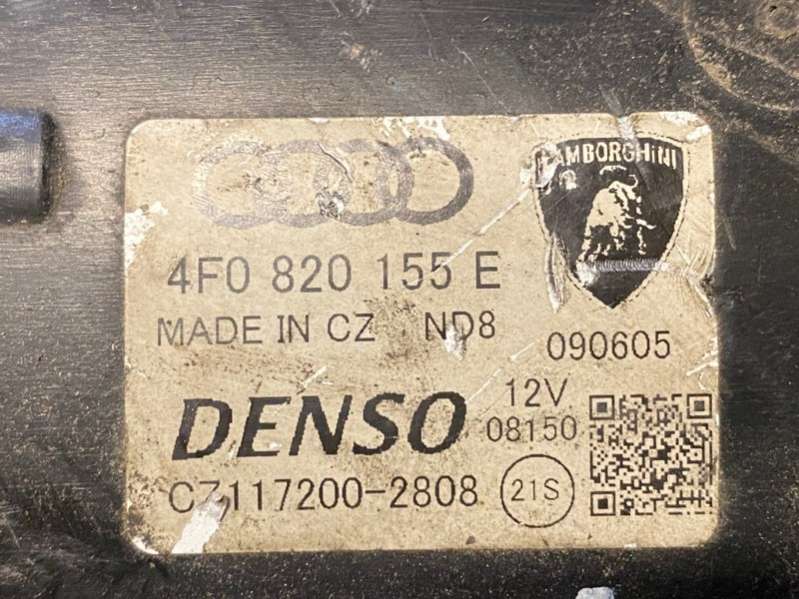 LAMBORGHINI
4F0 820 155 E
MADE IN CZ ND8
090605
DENSO
12V
08150
CZ117200-2808
21S